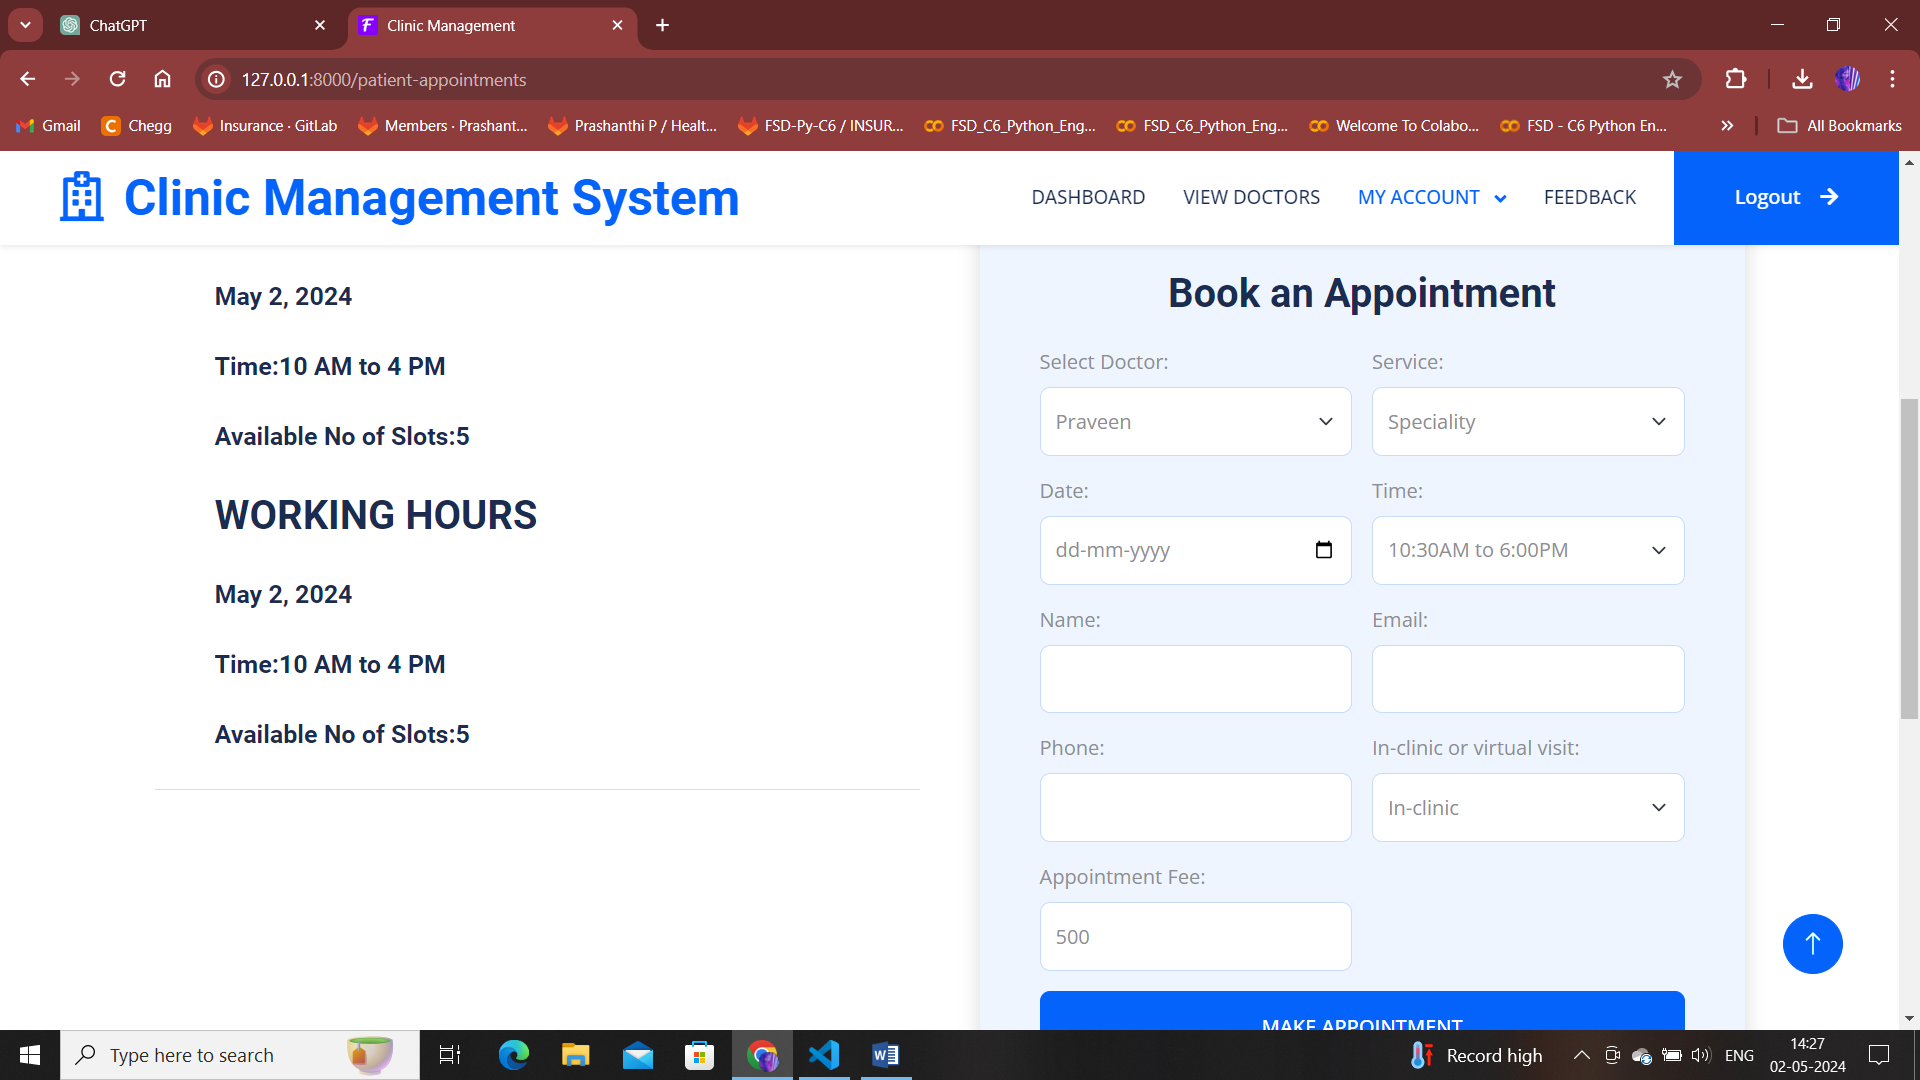 ChatGPT
Clinic Management
127.0.0.1:8000/patient-appointments
Gmail
Chegg
Insurance · GitLab
Members · Prashant...
Prashanthi P / Healt...
FSD-Py-C6 / INSUR...
FSD_C6_Python_Eng...
FSD_C6_Python_Eng...
Welcome To Colabo...
FSD - C6 Python En...
All Bookmarks
Clinic Management System
DASHBOARD
VIEW DOCTORS
MY ACCOUNT
FEEDBACK
Logout
May 2, 2024
Time:10 AM to 4 PM
Available No of Slots:5
WORKING HOURS
May 2, 2024
Time:10 AM to 4 PM
Available No of Slots:5
Book an Appointment
Select Doctor:
Service:
Praveen
Speciality
Date:
Time:
dd-mm-yyyy
10:30AM to 6:00PM
Name:
Email:
Phone:
In-clinic or virtual visit:
In-clinic
Appointment Fee:
500
MAKE APPOINTMENT
Type here to search
Record high
ENG
14:27
02-05-2024